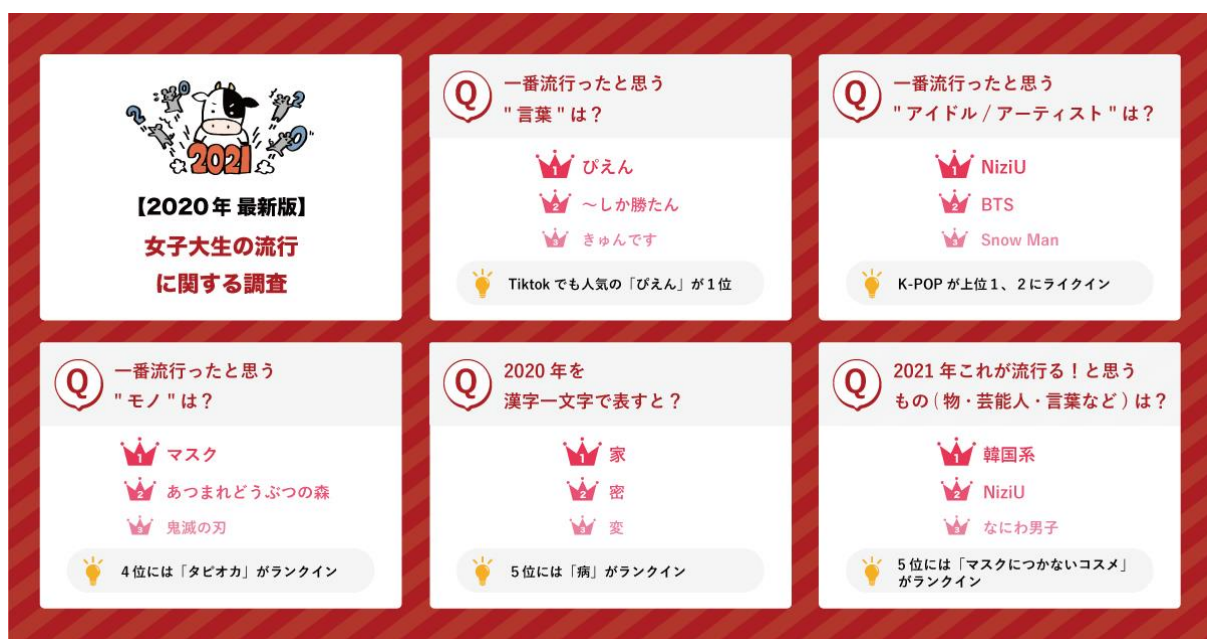 2 0 2 0
2021
【2020年 最新版】
女子大生の流行
に関する調査
Q
一番流行ったと思う
"言葉"は？
1 ぴえん
2 〜しか勝たん
3 きゅんです
Tiktokでも人気の「ぴえん」が1位
Q
一番流行ったと思う
"アイドル/アーティスト"は？
1 NiziU
2 BTS
3 Snow Man
K-POPが上位1、2にライクイン
Q
一番流行ったと思う
"モノ"は？
1 マスク
2 あつまれどうぶつの森
3 鬼滅の刃
4位には「タピオカ」がランクイン
Q
2020年を
漢字一文字で表すと？
1 家
2 密
3 変
5位には「病」がランクイン
Q
2021年これが流行る！と思う
もの(物・芸能人・言葉など)は？
1 韓国系
2 NiziU
3 なにわ男子
5位には「マスクにつかないコスメ」
がランクイン